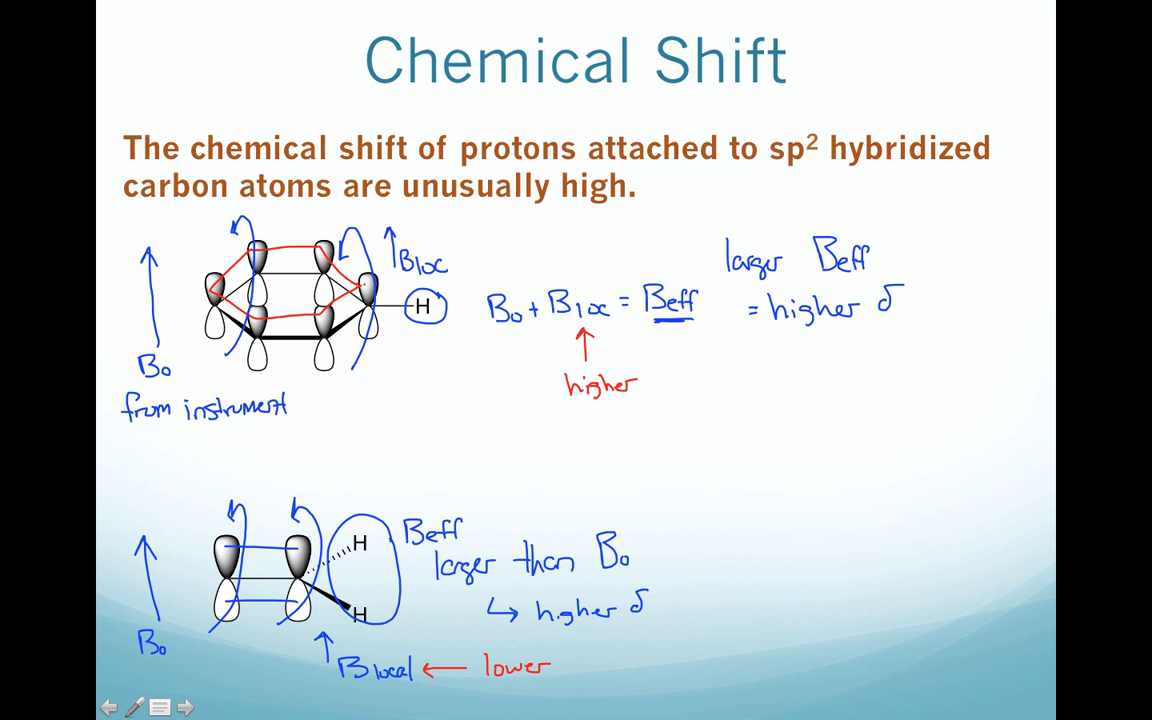 Chemical Shift
The chemical shift of protons attached to sp² hybridized
carbon atoms are unusually high.
B₀
from instrument
Bloc
H
B₀ + Bloc = Beff
higher
larger Beff
= higher δ
B₀
H
H
Beff
larger than B₀
↳ higher δ
↑ Blocal ← lower